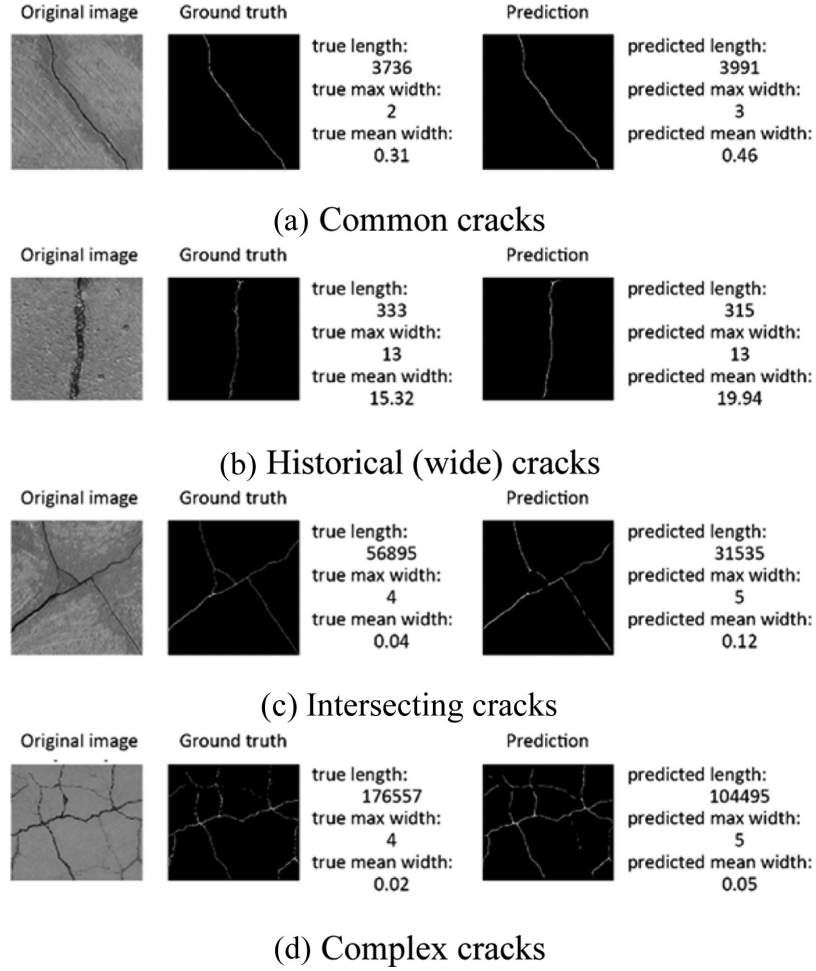 Original image Ground truth Prediction
true length: predicted length:
3736 3991
true max width: predicted max width:
2 3
true mean width: predicted mean width:
0.31 0.46
(a) Common cracks
Original image Ground truth Prediction
true length: predicted length:
333 315
true max width: predicted max width:
13 13
true mean width: predicted mean width:
15.32 19.94
(b) Historical (wide) cracks
Original image Ground truth Prediction
true length: predicted length:
56895 31535
true max width: predicted max width:
4 5
true mean width: predicted mean width:
0.04 0.12
(c) Intersecting cracks
Original image Ground truth Prediction
true length: predicted length:
176557 104495
true max width: predicted max width:
4 5
true mean width: predicted mean width:
0.02 0.05
(d) Complex cracks